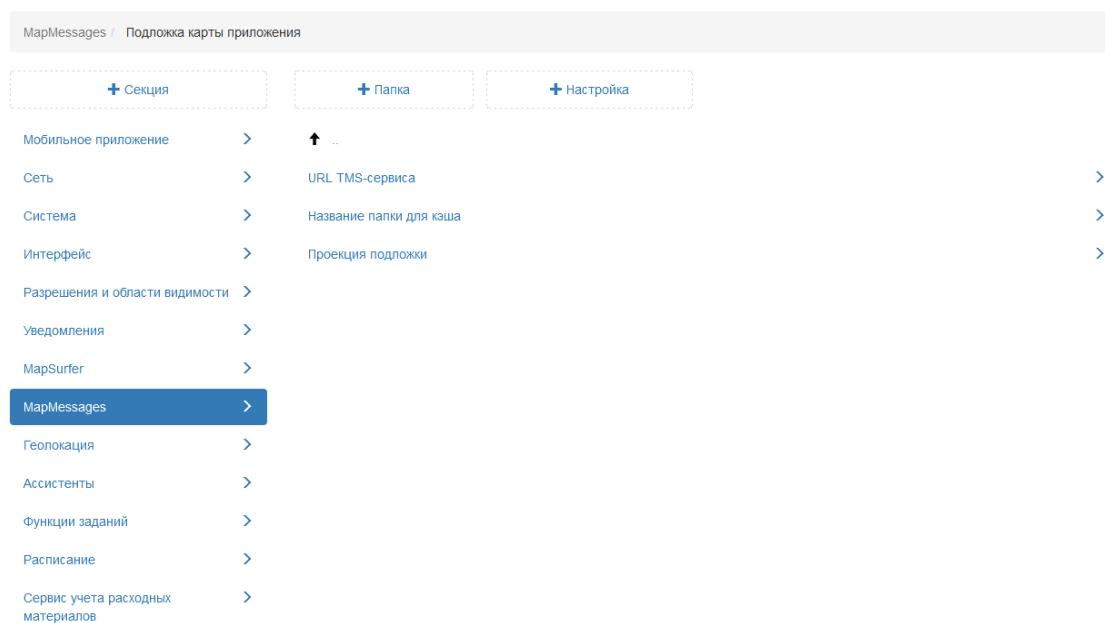 MapMessages / Подложка карты приложения
Секция
Папка
Настройка
Мобильное приложение
Сеть
Система
Интерфейс
Разрешения и области видимости
Уведомления
MapSurfer
MapMessages
Геолокация
Ассистенты
Функции заданий
Расписание
Сервис учета расходных
материалов
..
URL TMS-сервиса
Название папки для кэша
Проекция подложки